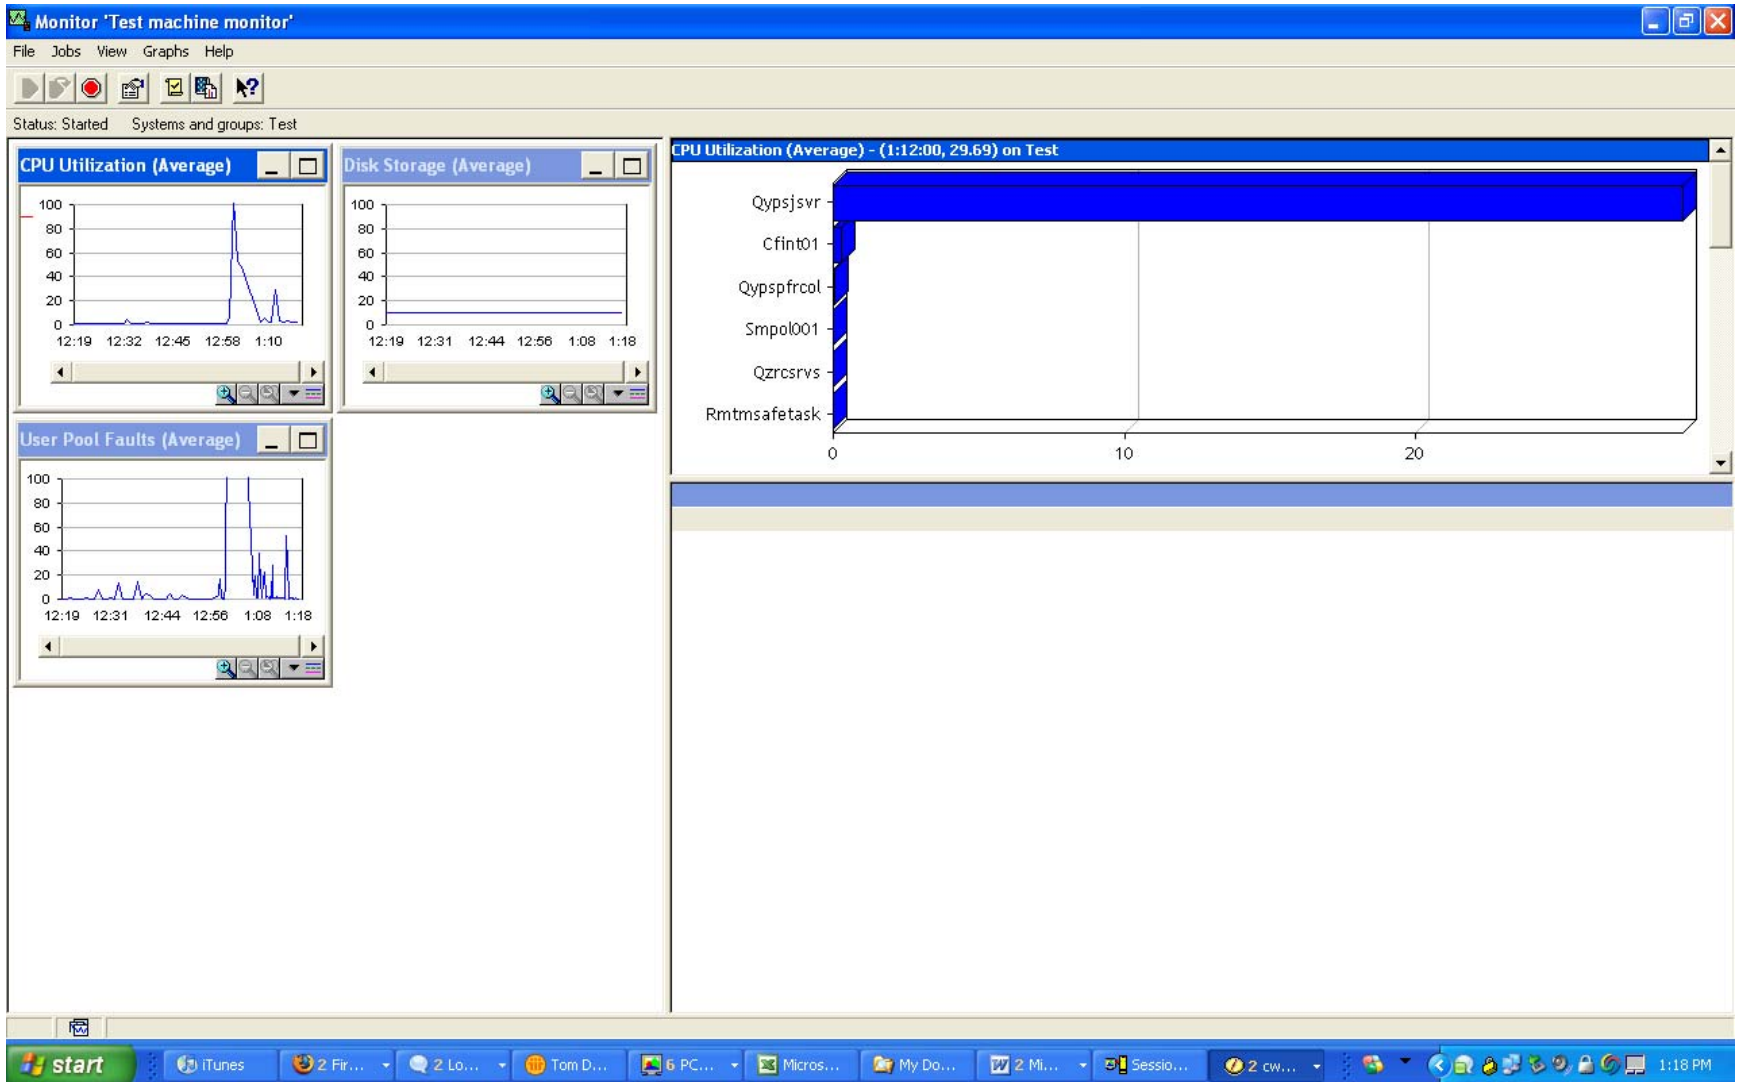 Monitor 'Test machine monitor'
File Jobs View Graphs Help
Status: Started Systems and groups: Test
CPU Utilization (Average)
100
80
60
40
20
0
12:19 12:32 12:45 12:58 1:10
Disk Storage (Average)
100
80
60
40
20
0
12:19 12:31 12:44 12:56 1:08 1:18
User Pool Faults (Average)
100
80
60
40
20
0
12:19 12:31 12:44 12:56 1:08 1:18
CPU Utilization (Average) - (1:12:00, 29.69) on Test
Qypsjsvr
Cfint01
Qypspfrcol
Smpol001
Qzrcsrvs
Rmtmsafetask
0 10 20
start iTunes 2 Fir... 2 Lo... Tom D... 6 PC... Micros... My Do... 2 Mi... Sessio... 2 cw... 1:18 PM